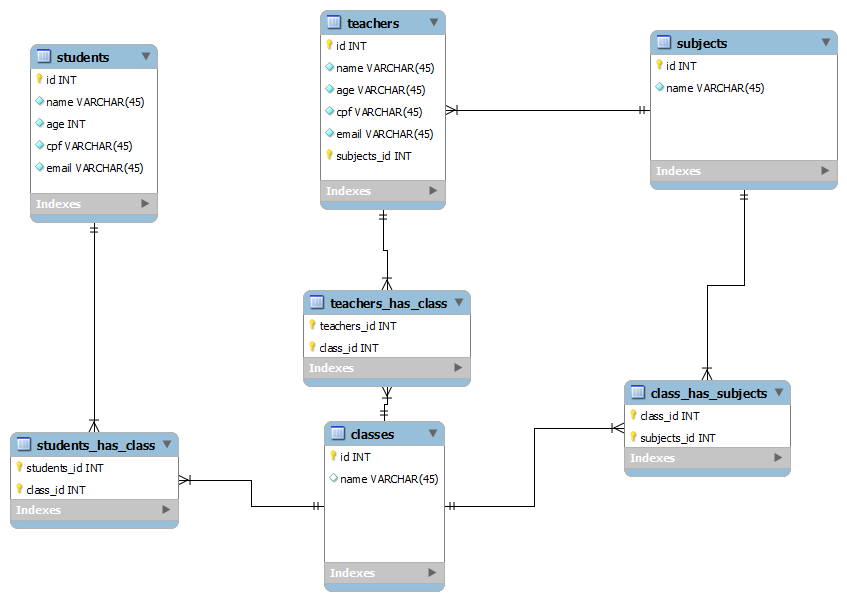 students
id INT
name VARCHAR(45)
age INT
cpf VARCHAR(45)
email VARCHAR(45)
Indexes
teachers
id INT
name VARCHAR(45)
age VARCHAR(45)
cpf VARCHAR(45)
email VARCHAR(45)
subjects_id INT
Indexes
subjects
id INT
name VARCHAR(45)
Indexes
teachers_has_class
teachers_id INT
class_id INT
Indexes
students_has_class
students_id INT
class_id INT
Indexes
classes
id INT
name VARCHAR(45)
Indexes
class_has_subjects
class_id INT
subjects_id INT
Indexes